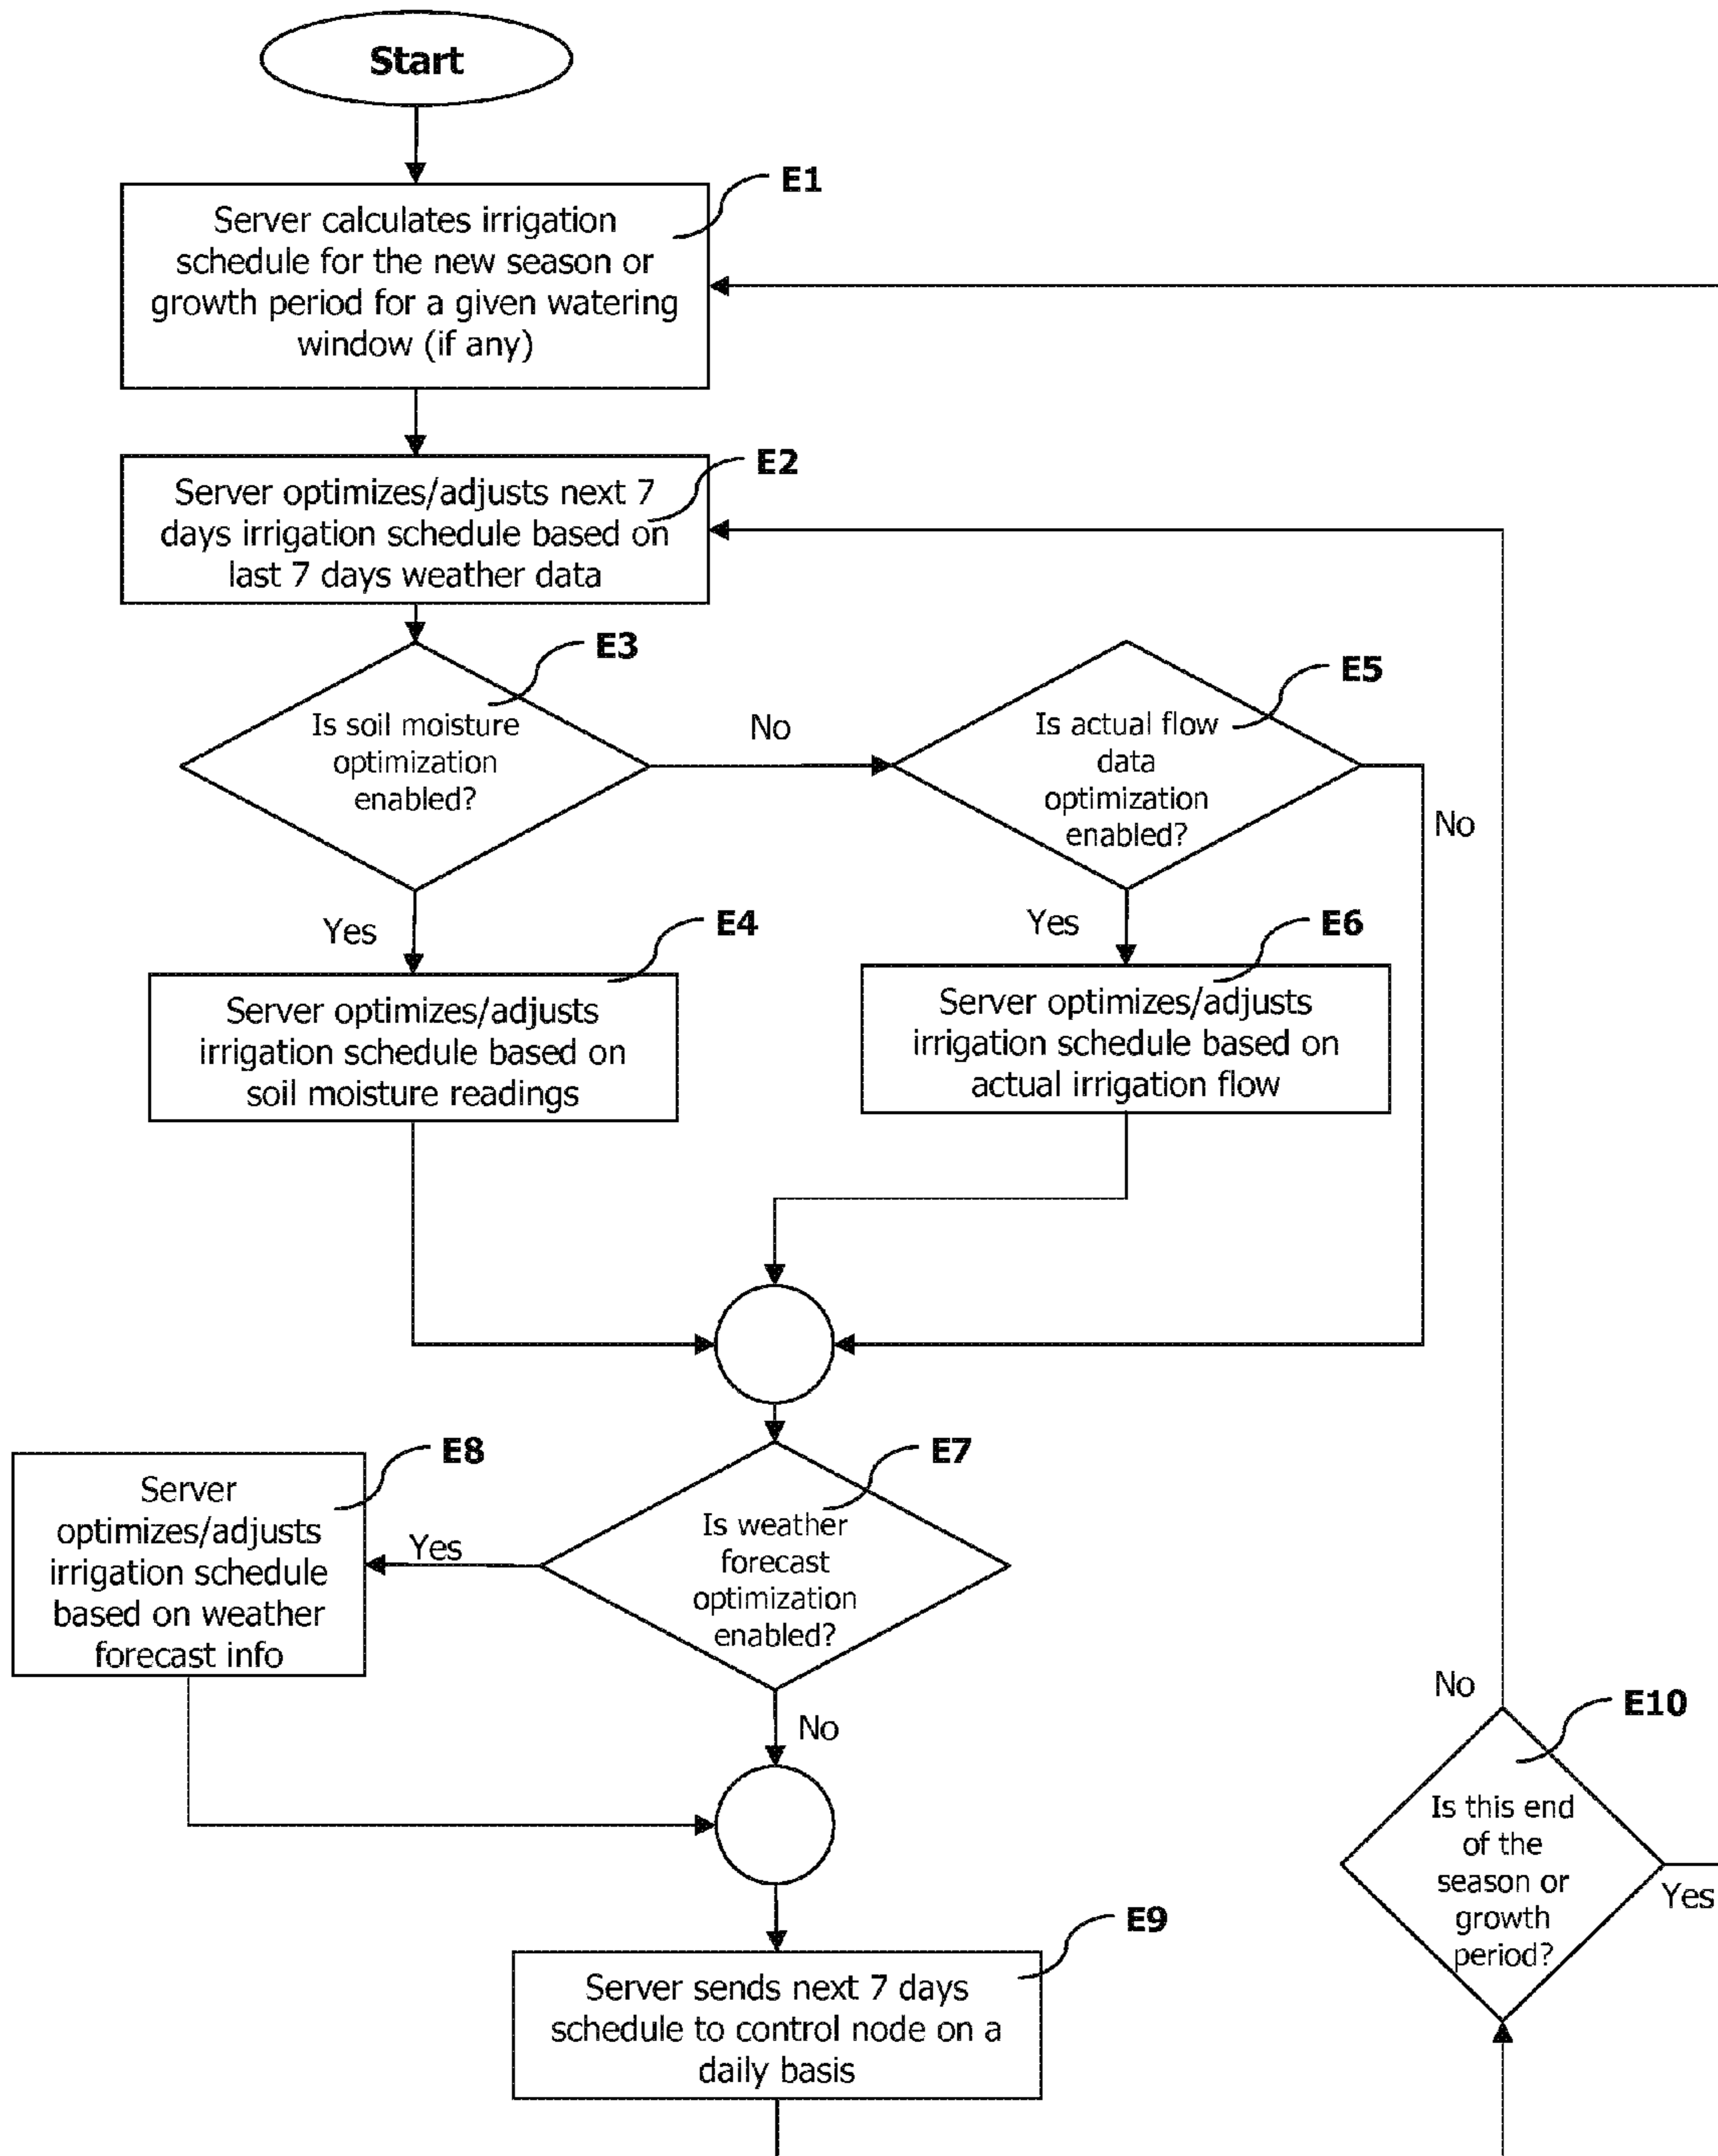 Start
E1
Server calculates irrigation
schedule for the new season or
growth period for a given watering
window (if any)
E2
Server optimizes/adjusts next 7
days irrigation schedule based on
last 7 days weather data
E3
Is soil moisture
optimization
enabled?
No
E5
Is actual flow
data
optimization
enabled?
No
Yes
E4
Server optimizes/adjusts
irrigation schedule based on
soil moisture readings
Yes
E6
Server optimizes/adjusts
irrigation schedule based on
actual irrigation flow
E8
Server
optimizes/adjusts
irrigation schedule
based on weather
forecast info
Yes
E7
Is weather
forecast
optimization
enabled?
No
No
E10
Is this end
of the
season or
growth
period?
Yes
E9
Server sends next 7 days
schedule to control node on a
daily basis